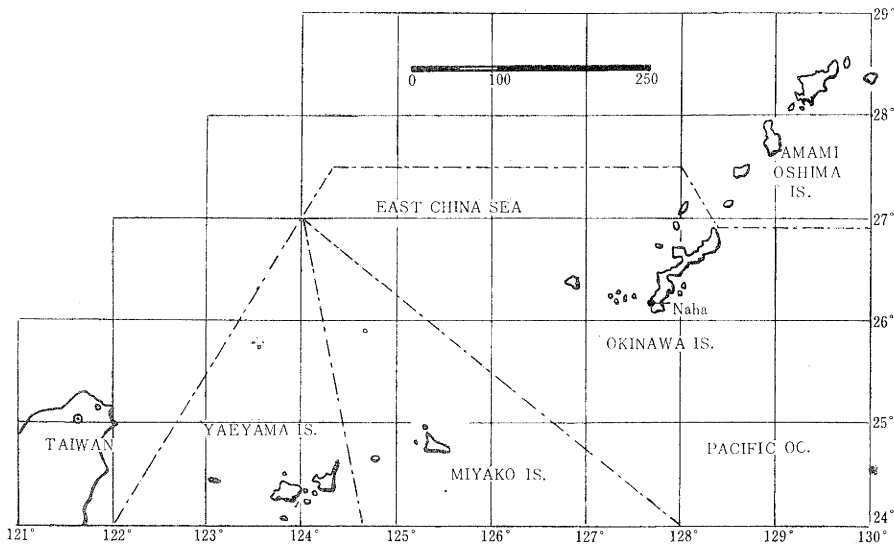 29°
0
100
250
28°
AMAMI
OSHIMA
IS.
EAST CHINA SEA
27°
Naha
26°
OKINAWA IS.
YAEYAMA IS.
25°
TAIWAN
PACIFIC OC.
MIYAKO IS.
24°
121°
122°
123°
124°
125°
126°
127°
128°
129°
130°